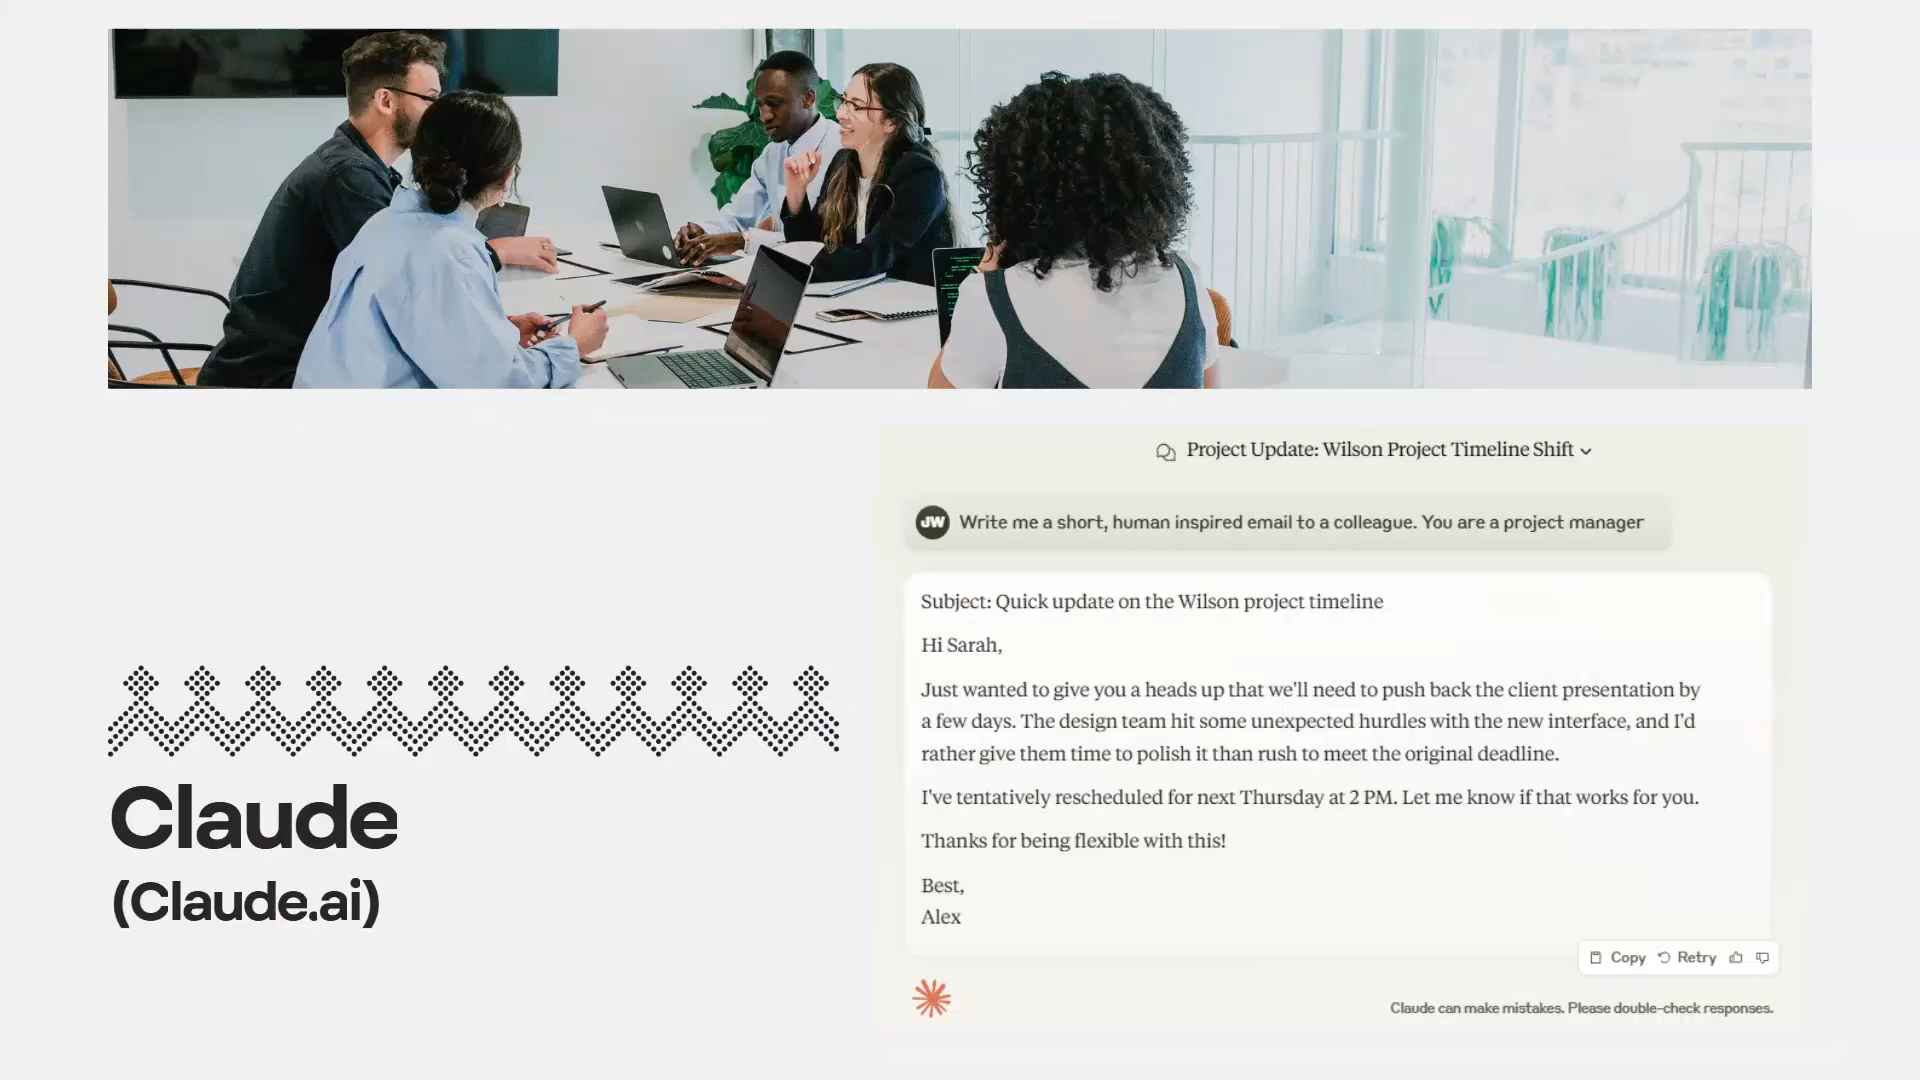 Claude
(Claude.ai)
Project Update: Wilson Project Timeline Shift
JW
Write me a short, human inspired email to a colleague. You are a project manager
Subject: Quick update on the Wilson project timeline
Hi Sarah,
Just wanted to give you a heads up that we'll need to push back the client presentation by
a few days. The design team hit some unexpected hurdles with the new interface, and I'd
rather give them time to polish it than rush to meet the original deadline.
I've tentatively rescheduled for next Thursday at 2 PM. Let me know if that works for you.
Thanks for being flexible with this!
Best,
Alex
Copy Retry
Claude can make mistakes. Please double-check responses.